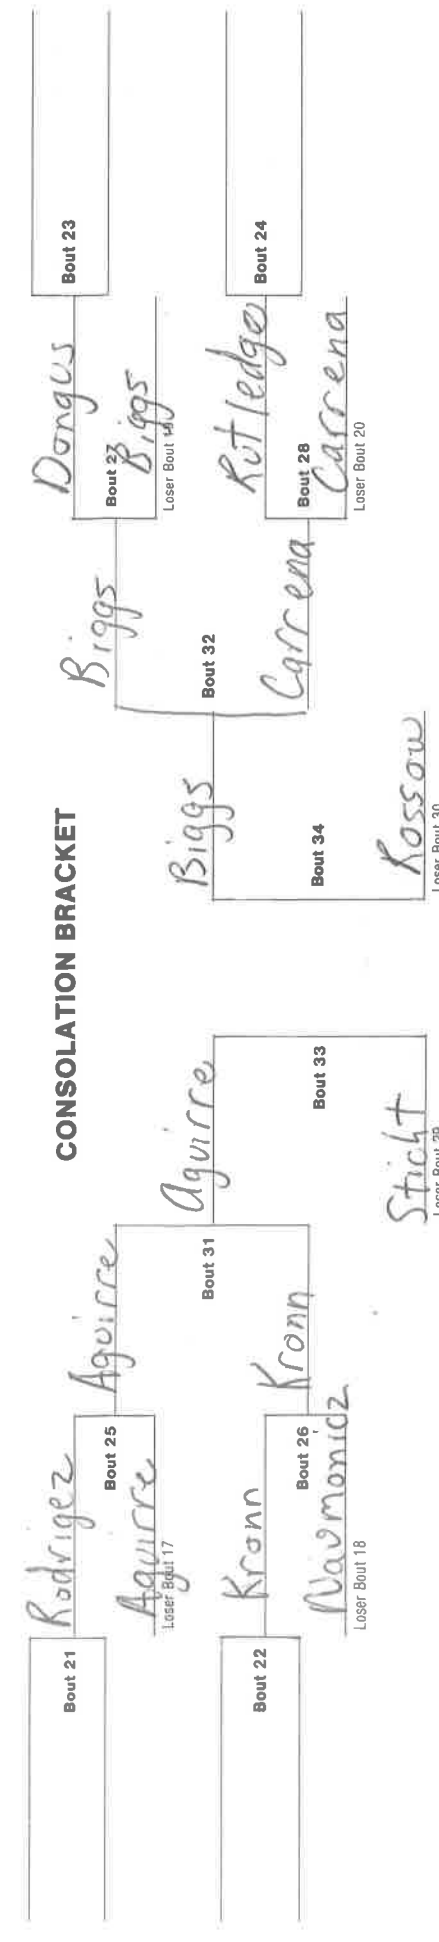 CONSOLATION BRACKET
Rodrigez
Bout 21
Aguirre
Bout 25
Aguirre
Loser Bout 17
Aguirre
Bout 31
Kronn
Bout 22
Kronn
Bout 26
Naumonicz
Loser Bout 18
Bout 33
Sticht
Loser Bout 29
Dongus
Bout 23
Biggs
Bout 27
Biggs
Loser Bout 19
Biggs
Bout 32
Rutledge
Bout 24
Carrena
Bout 28
Carrena
Loser Bout 20
Bout 34
Rossow
Loser Bout 30